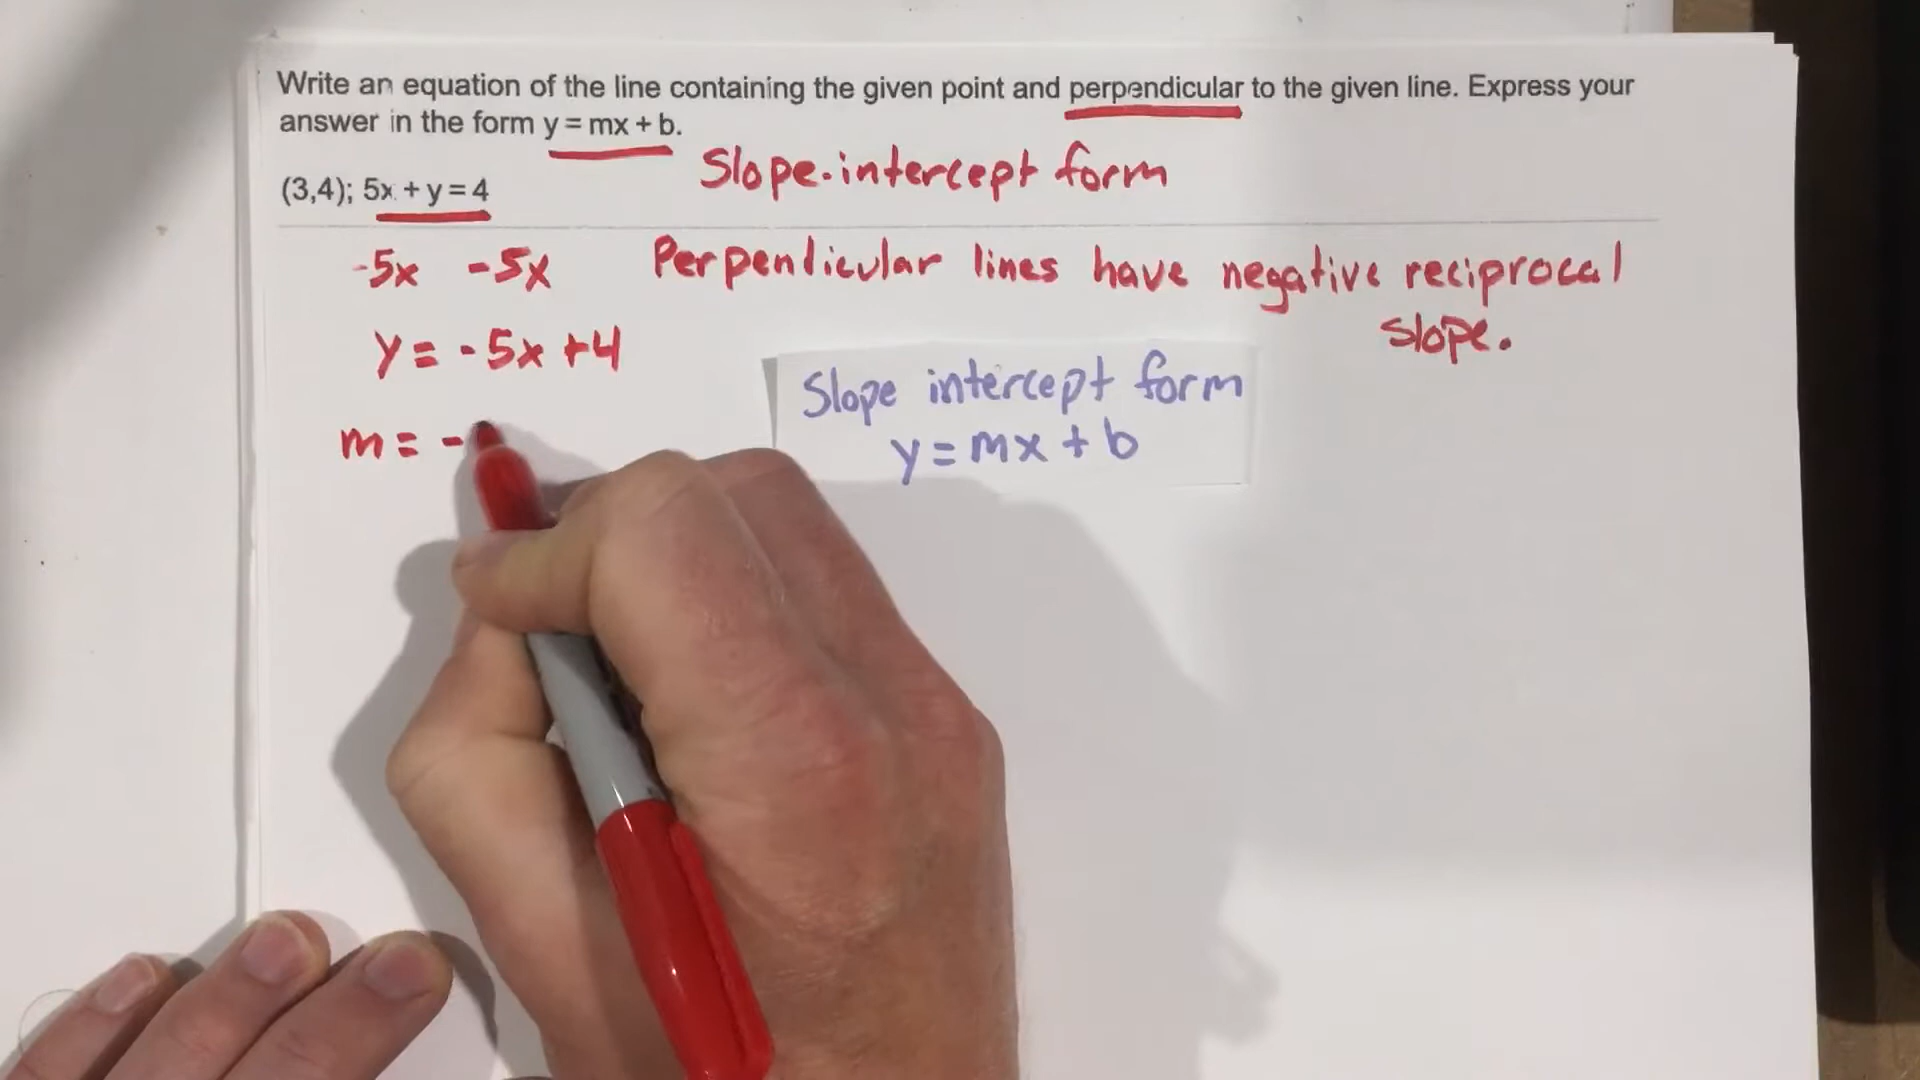 Write an equation of the line containing the given point and perpendicular to the given line. Express your
answer in the form y = mx + b.
Slope-intercept form
(3,4); 5x + y = 4
-5x -5x
Perpendicular lines have negative reciprocal
slope.
y = -5x +4
Slope intercept form
y = mx + b
m = -